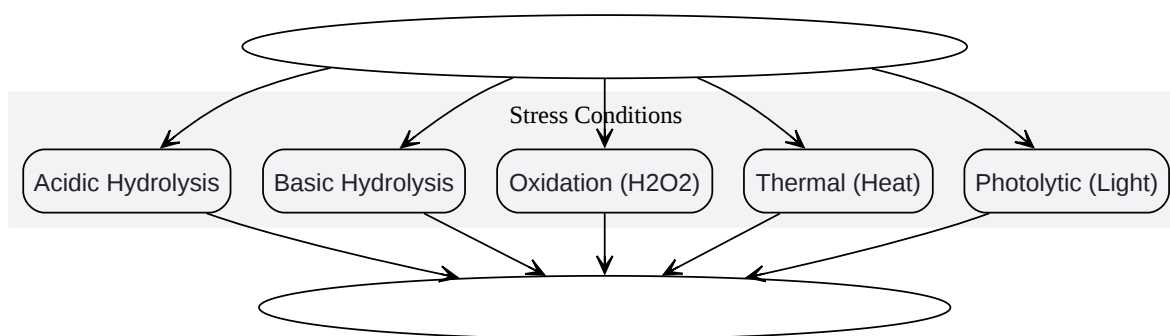 Stress Conditions
Acidic Hydrolysis
Basic Hydrolysis
Oxidation (H2O2)
Thermal (Heat)
Photolytic (Light)